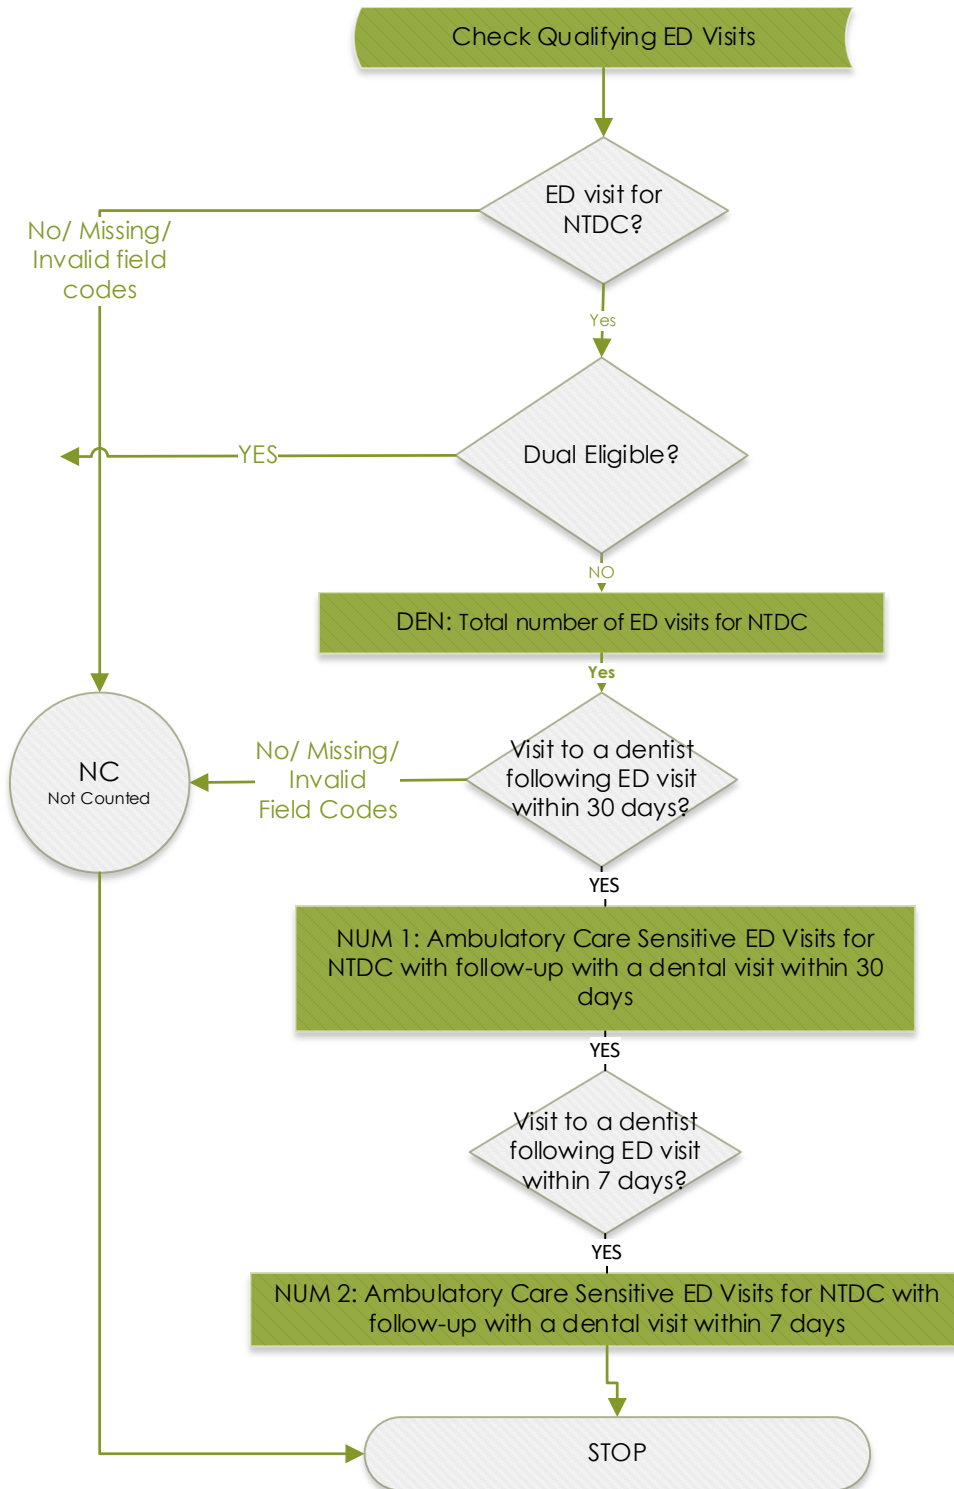 Check Qualifying ED Visits
ED visit for
NTDC?
No/ Missing/
Invalid field
codes
Yes
Dual Eligible?
YES
NO
DEN: Total number of ED visits for NTDC
Yes
Visit to a dentist
following ED visit
within 30 days?
No/ Missing/
Invalid
Field Codes
NC
Not Counted
YES
NUM 1: Ambulatory Care Sensitive ED Visits for
NTDC with follow-up with a dental visit within 30
days
YES
Visit to a dentist
following ED visit
within 7 days?
YES
NUM 2: Ambulatory Care Sensitive ED Visits for NTDC with
follow-up with a dental visit within 7 days
STOP